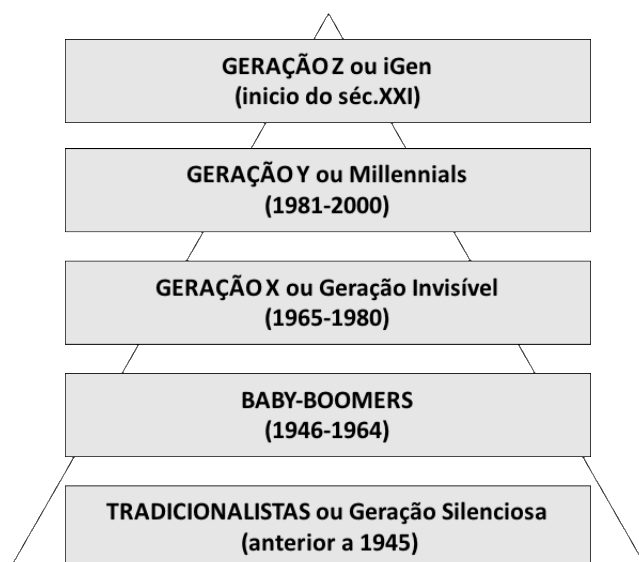 GERAÇÃO Z ou iGen
(inicio do séc.XXI)
GERAÇÃO Y ou Millennials
(1981-2000)
GERAÇÃO X ou Geração Invisível
(1965-1980)
BABY-BOOMERS
(1946-1964)
TRADICIONALISTAS ou Geração Silenciosa
(anterior a 1945)